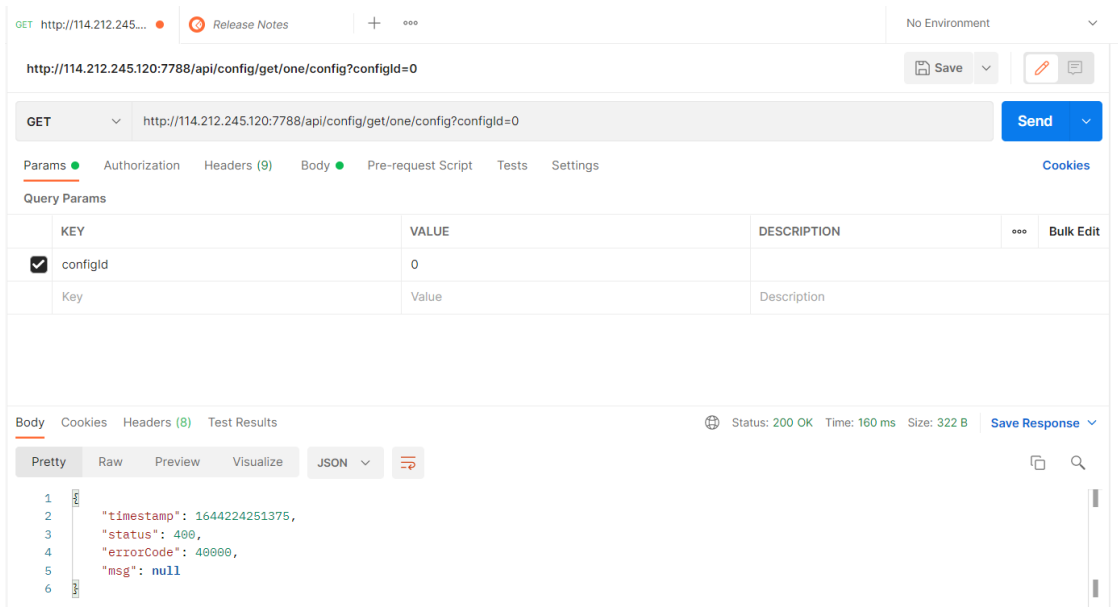 GET http://114.212.245.... Release Notes No Environment
http://114.212.245.120:7788/api/config/get/one/config?configId=0 Save
GET http://114.212.245.120:7788/api/config/get/one/config?configId=0 Send
Params Authorization Headers (9) Body Pre-request Script Tests Settings Cookies
Query Params
KEY VALUE DESCRIPTION Bulk Edit
configId 0
Key Value Description
Body Cookies Headers (8) Test Results Status: 200 OK Time: 160 ms Size: 322 B Save Response
Pretty Raw Preview Visualize JSON
1 {
2 "timestamp": 1644224251375,
3 "status": 400,
4 "errorCode": 40000,
5 "msg": null
6 }